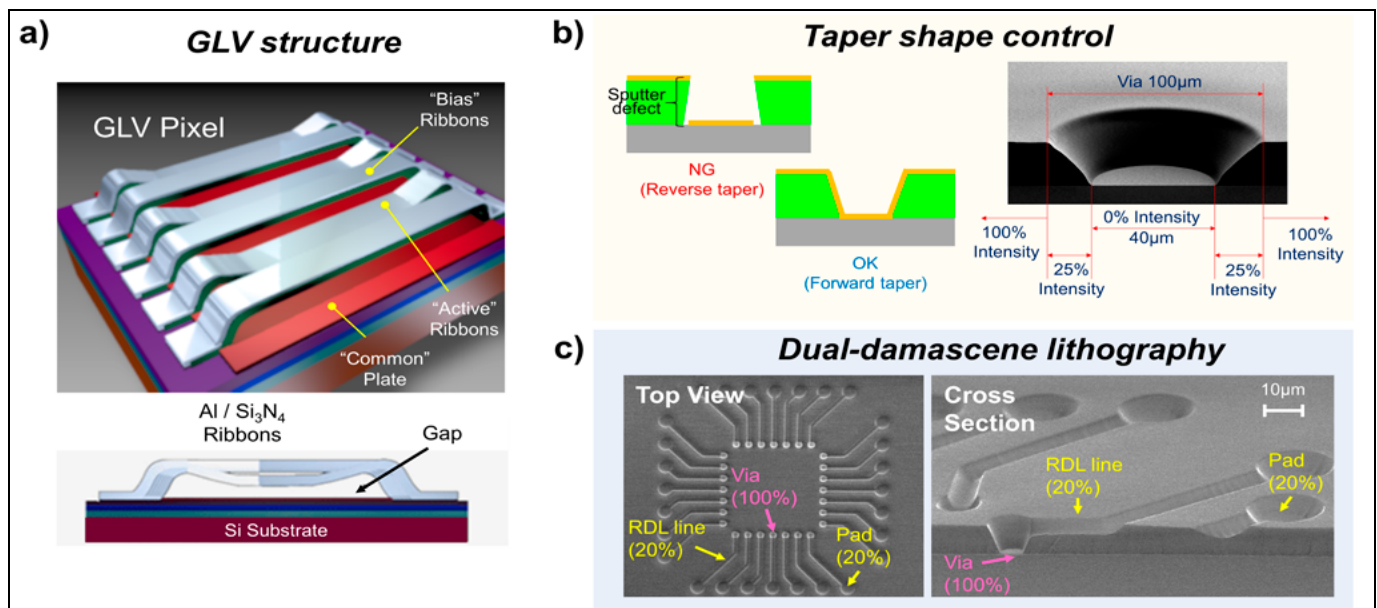 a)
GLV structure
GLV Pixel
“Bias”
Ribbons
“Active”
Ribbons
“Common”
Plate
Al / Si₃N₄
Ribbons
Gap
Si Substrate
b)
Taper shape control
Sputter
defect
NG
(Reverse taper)
OK
(Forward taper)
Via 100µm
0% Intensity
40µm
100%
Intensity
100%
Intensity
25%
Intensity
25%
Intensity
c)
Dual-damascene lithography
Top View
Via
(100%)
RDL line
(20%)
Pad
(20%)
Cross
Section
10µm
RDL line
(20%)
Pad
(20%)
Via
(100%)